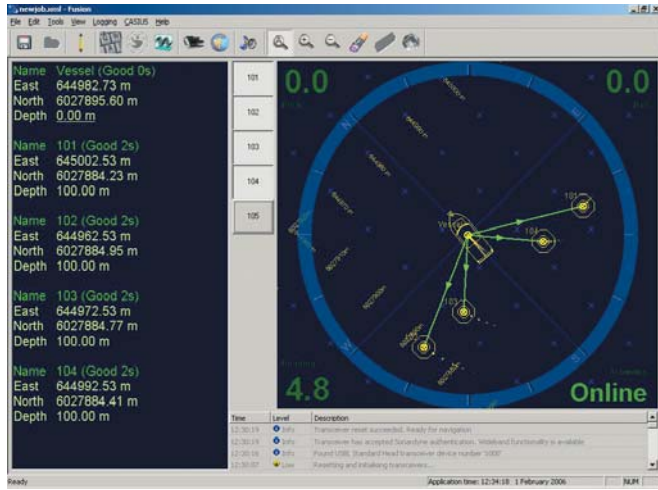 newjob.xml - Fusion
File Edit Tools View Logging CASIUS Help
Name Vessel (Good 0s)
East 644982.73 m
North 6027895.60 m
Depth 0.00 m
Name 101 (Good 2s)
East 645002.53 m
North 6027884.23 m
Depth 100.00 m
Name 102 (Good 2s)
East 644962.53 m
North 6027884.95 m
Depth 100.00 m
Name 103 (Good 2s)
East 644972.53 m
North 6027884.77 m
Depth 100.00 m
Name 104 (Good 2s)
East 644992.53 m
North 6027884.41 m
Depth 100.00 m
101
102
103
104
105
0.0
0.0
N
E
101
Vessel
104
103
W
S
4.8
Online
Time Level Description
12:30:19 Info Transceiver reset succeeded. Ready for navigation
12:30:19 Info Transceiver has accepted Sonardyne authentication. Wideband functionality is available
12:30:16 Info Found USBL Standard Head transceiver device number '1000'
12:30:07 Low Resetting and initialising transceivers...
Ready
Application time: 12:34:18 1 February 2006
NUM